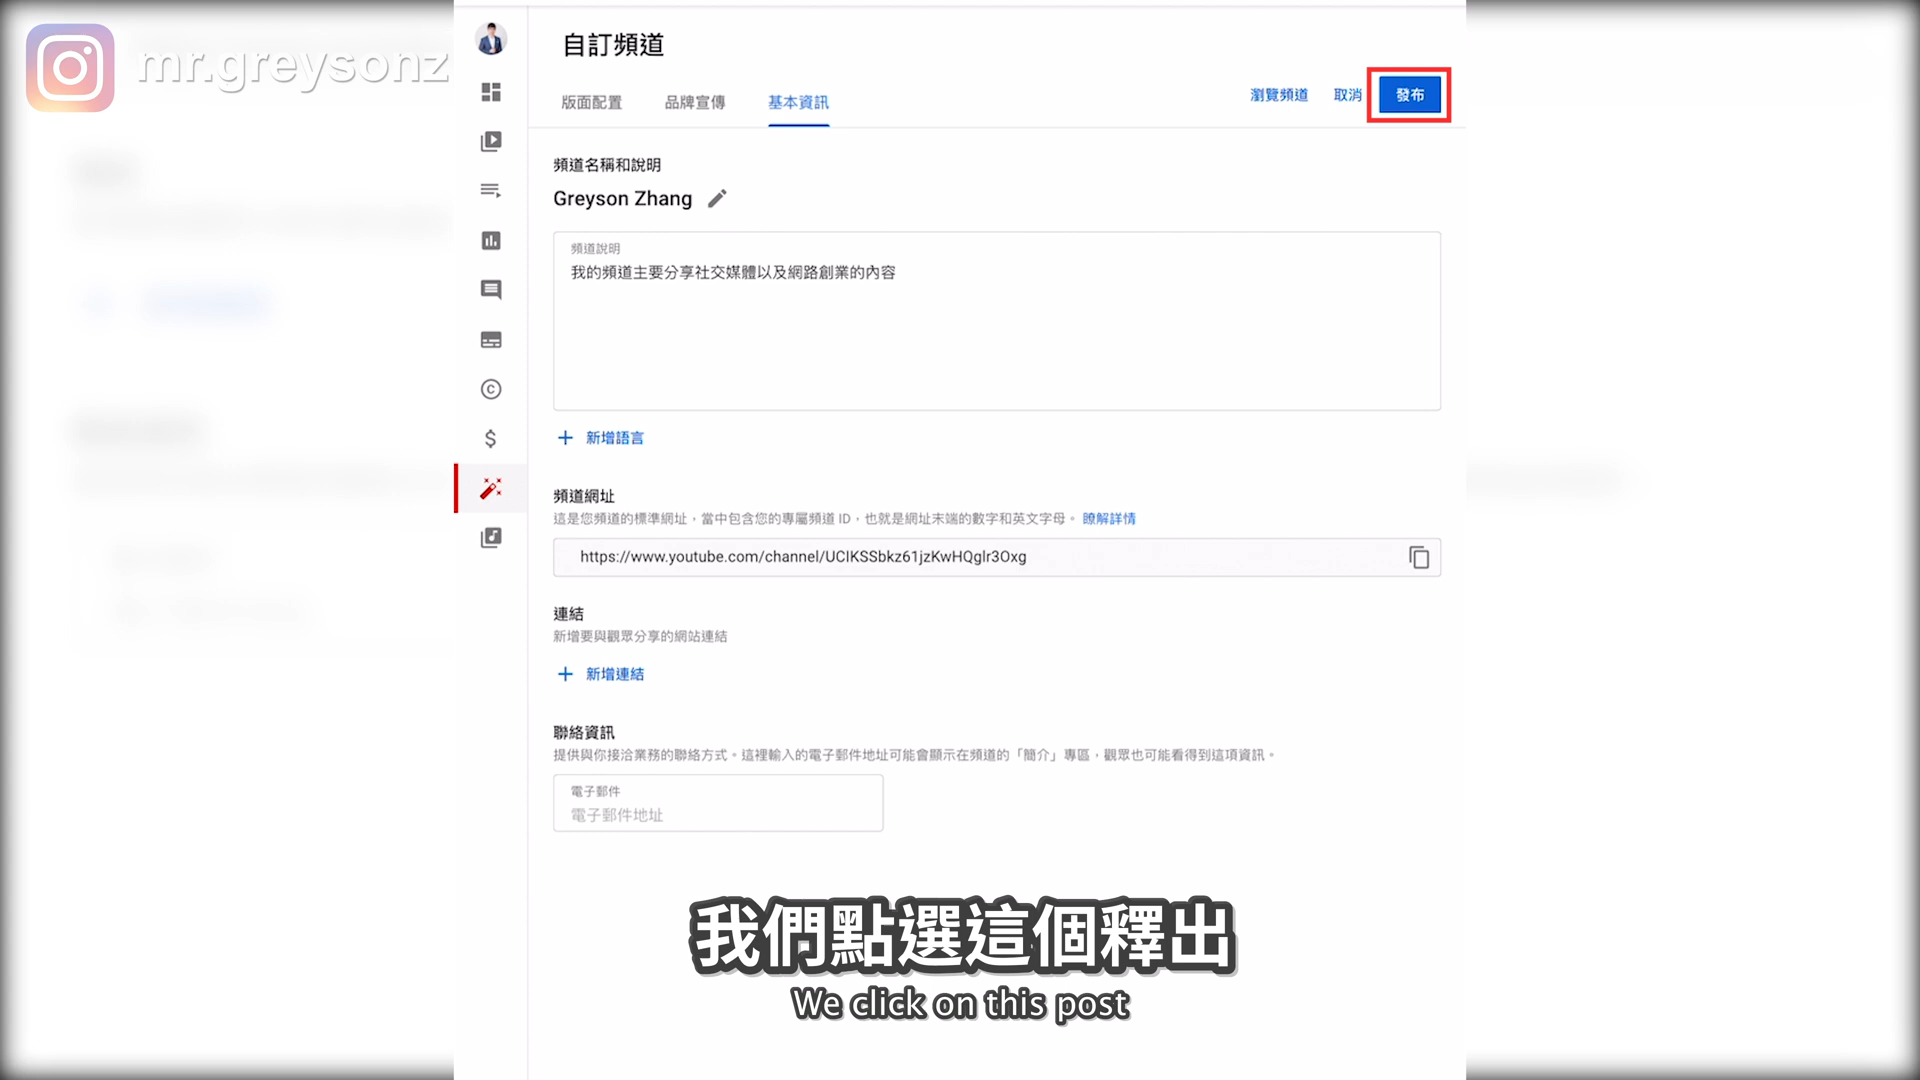 mr.greysonz
自訂頻道
版面配置
品牌宣傳
基本資訊
瀏覽頻道
取消
發布
頻道名稱和說明
Greyson Zhang
頻道說明
我的頻道主要分享社交媒體以及網路創業的內容
新增語言
頻道網址
這是您頻道的標準網址，當中包含您的專屬頻道 ID，也就是網址末端的數字和英文字母。 瞭解詳情
https://www.youtube.com/channel/UCIKSSbkz61jzKwHQglr3Oxg
連結
新增要與觀眾分享的網站連結
新增連結
聯絡資訊
提供與你接洽業務的聯絡方式。這裡輸入的電子郵件地址可能會顯示在頻道的「簡介」專區，觀眾也可能看得到這項資訊。
電子郵件
電子郵件地址
我們點選這個釋出
We click on this post